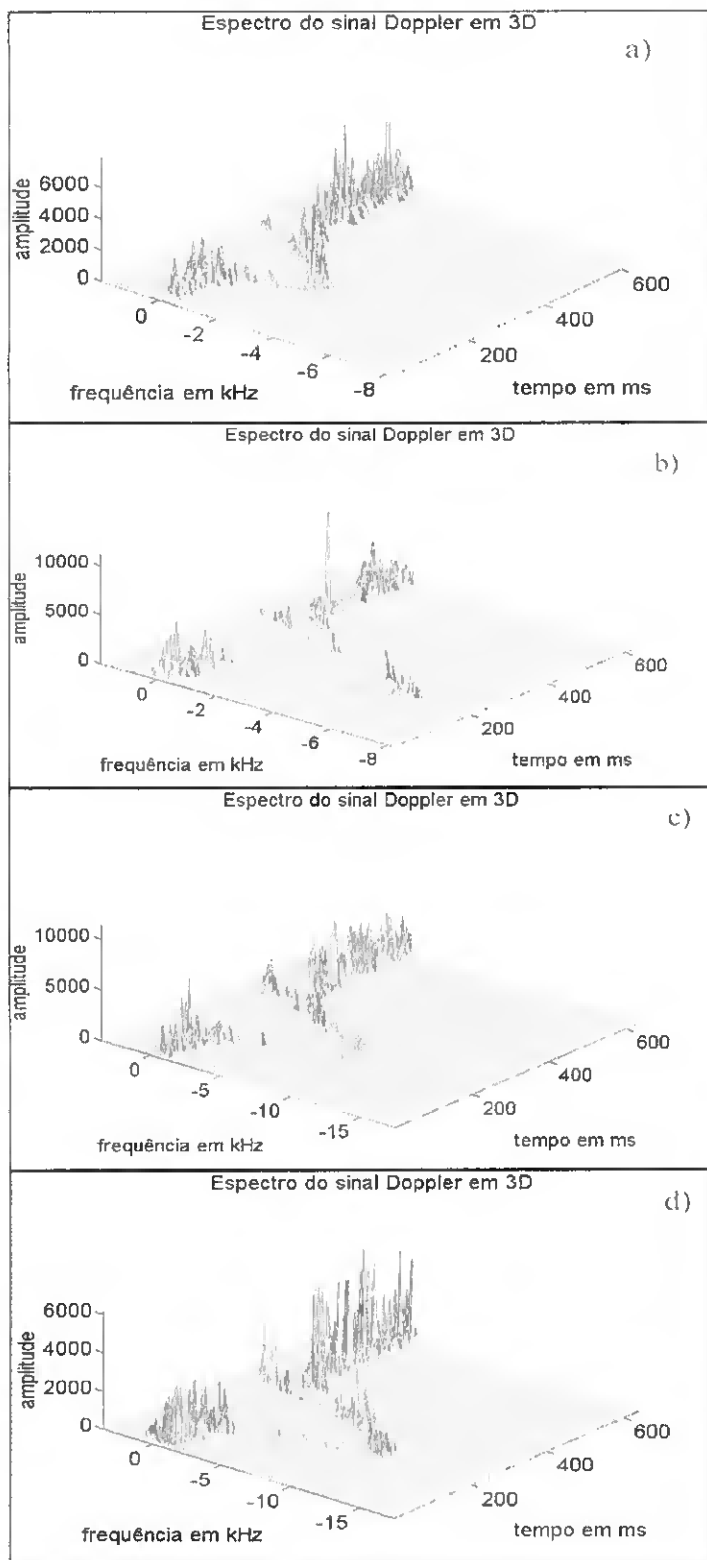 Espectro do sinal Doppler em 3D
a)
amplitude
6000
4000
2000
0
0
-2
-4
-6
-8
200
400
600
frequência em kHz
tempo em ms
Espectro do sinal Doppler em 3D
b)
amplitude
10000
5000
0
0
-2
-4
-6
-8
200
400
600
frequência em kHz
tempo em ms
Espectro do sinal Doppler em 3D
c)
amplitude
10000
5000
0
0
-5
-10
-15
200
400
600
frequência em kHz
tempo em ms
Espectro do sinal Doppler em 3D
d)
amplitude
6000
4000
2000
0
0
-5
-10
-15
200
400
600
frequência em kHz
tempo em ms